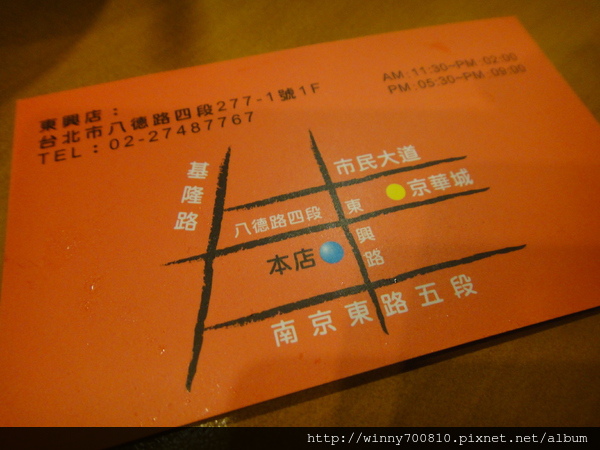 東興店：
台北市八德路四段277-1號1F
TEL：02-27487767
AM:11:30~PM:02:00
PM:05:30~PM:09:00
基隆路
市民大道
京華城
八德路四段
東興路
本店
南京東路五段
http://winny700810.pixnet.net/album